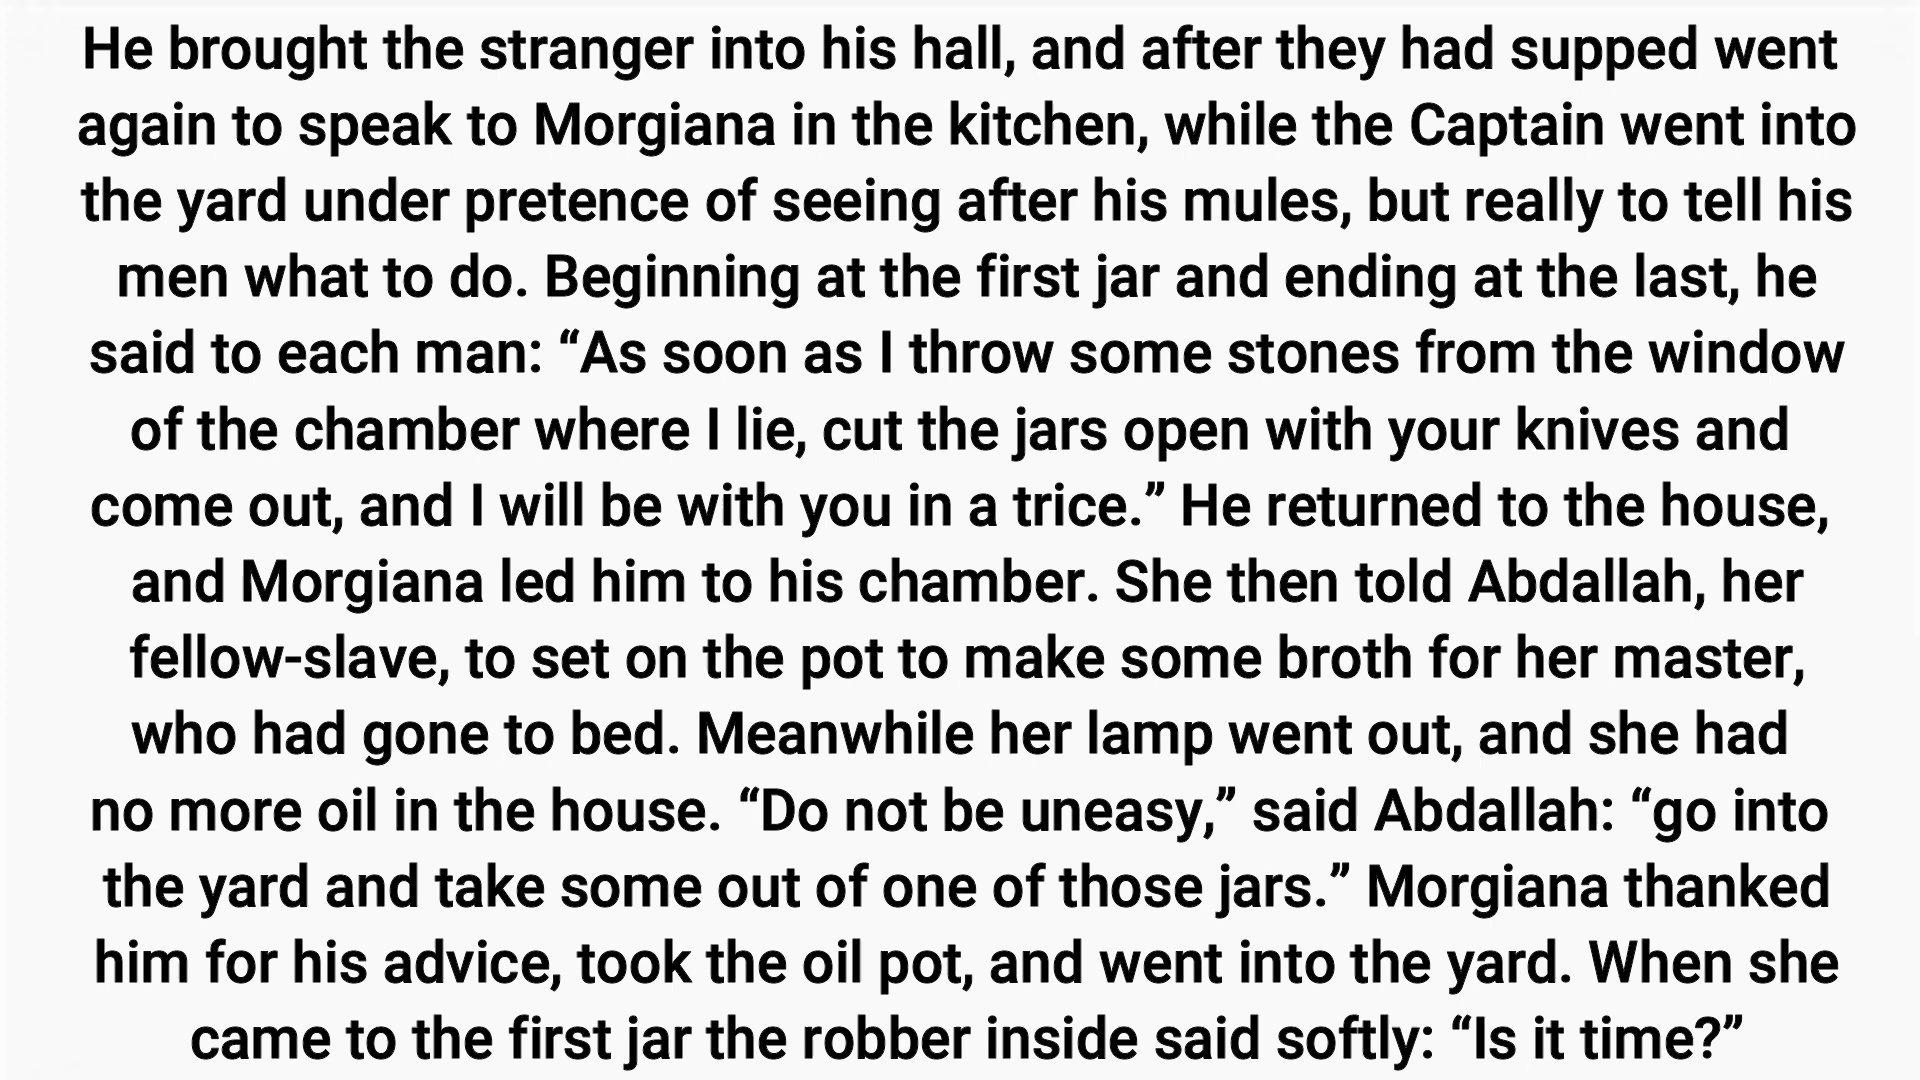 He brought the stranger into his hall, and after they had supped went
again to speak to Morgiana in the kitchen, while the Captain went into
the yard under pretence of seeing after his mules, but really to tell his
men what to do. Beginning at the first jar and ending at the last, he
said to each man: “As soon as I throw some stones from the window
of the chamber where I lie, cut the jars open with your knives and
come out, and I will be with you in a trice.” He returned to the house,
and Morgiana led him to his chamber. She then told Abdallah, her
fellow-slave, to set on the pot to make some broth for her master,
who had gone to bed. Meanwhile her lamp went out, and she had
no more oil in the house. “Do not be uneasy,” said Abdallah: “go into
the yard and take some out of one of those jars.” Morgiana thanked
him for his advice, took the oil pot, and went into the yard. When she
came to the first jar the robber inside said softly: “Is it time?”